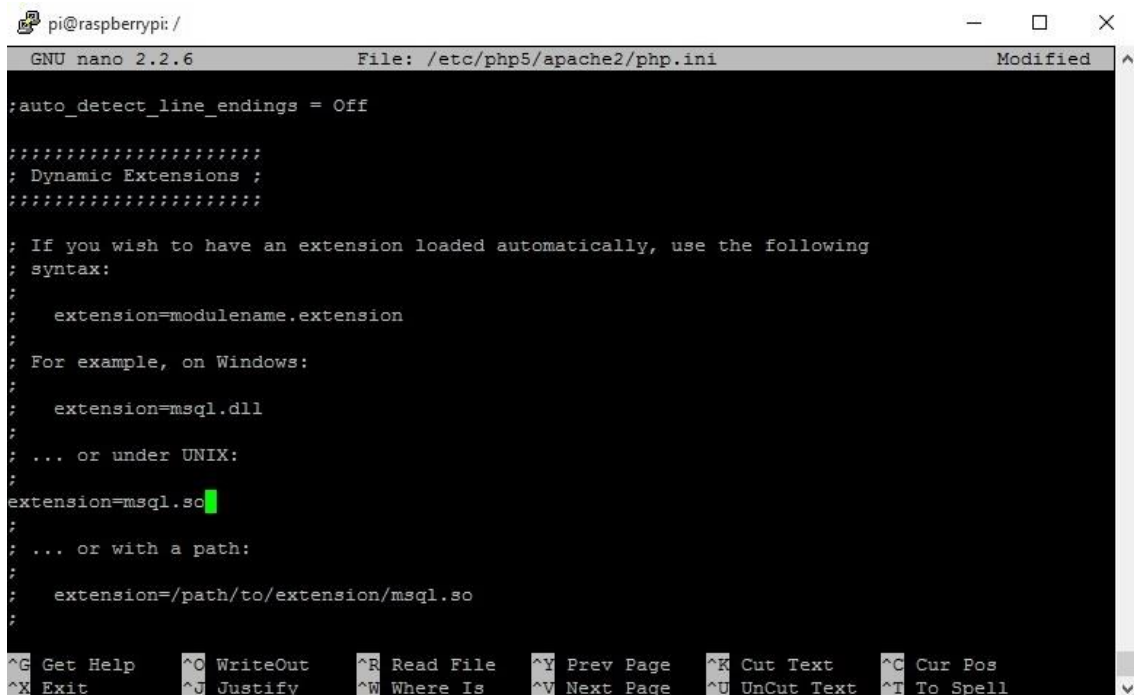 pi@raspberrypi: /
GNU nano 2.2.6 File: /etc/php5/apache2/php.ini Modified
;auto_detect_line_endings = Off
;;;;;;;;;;;;;;;;;;;;;;
; Dynamic Extensions ;
;;;;;;;;;;;;;;;;;;;;;;
; If you wish to have an extension loaded automatically, use the following
; syntax:
;
;   extension=modulename.extension
;
; For example, on Windows:
;
;   extension=msql.dll
;
; ... or under UNIX:
;
extension=msql.so
;
; ... or with a path:
;
;   extension=/path/to/extension/msql.so
;
^G Get Help ^O WriteOut ^R Read File ^Y Prev Page ^K Cut Text ^C Cur Pos
^X Exit ^J Justify ^W Where Is ^V Next Page ^U UnCut Text ^T To Spell